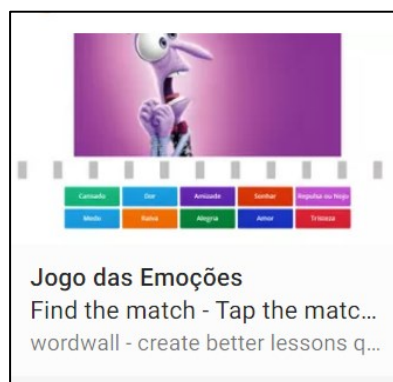 Cansado Dor Amizade Sonhar Repulsa ou Nojo
Medo Raiva Alegria Amor Tristeza
Jogo das Emoções
Find the match - Tap the matc...
wordwall - create better lessons q...